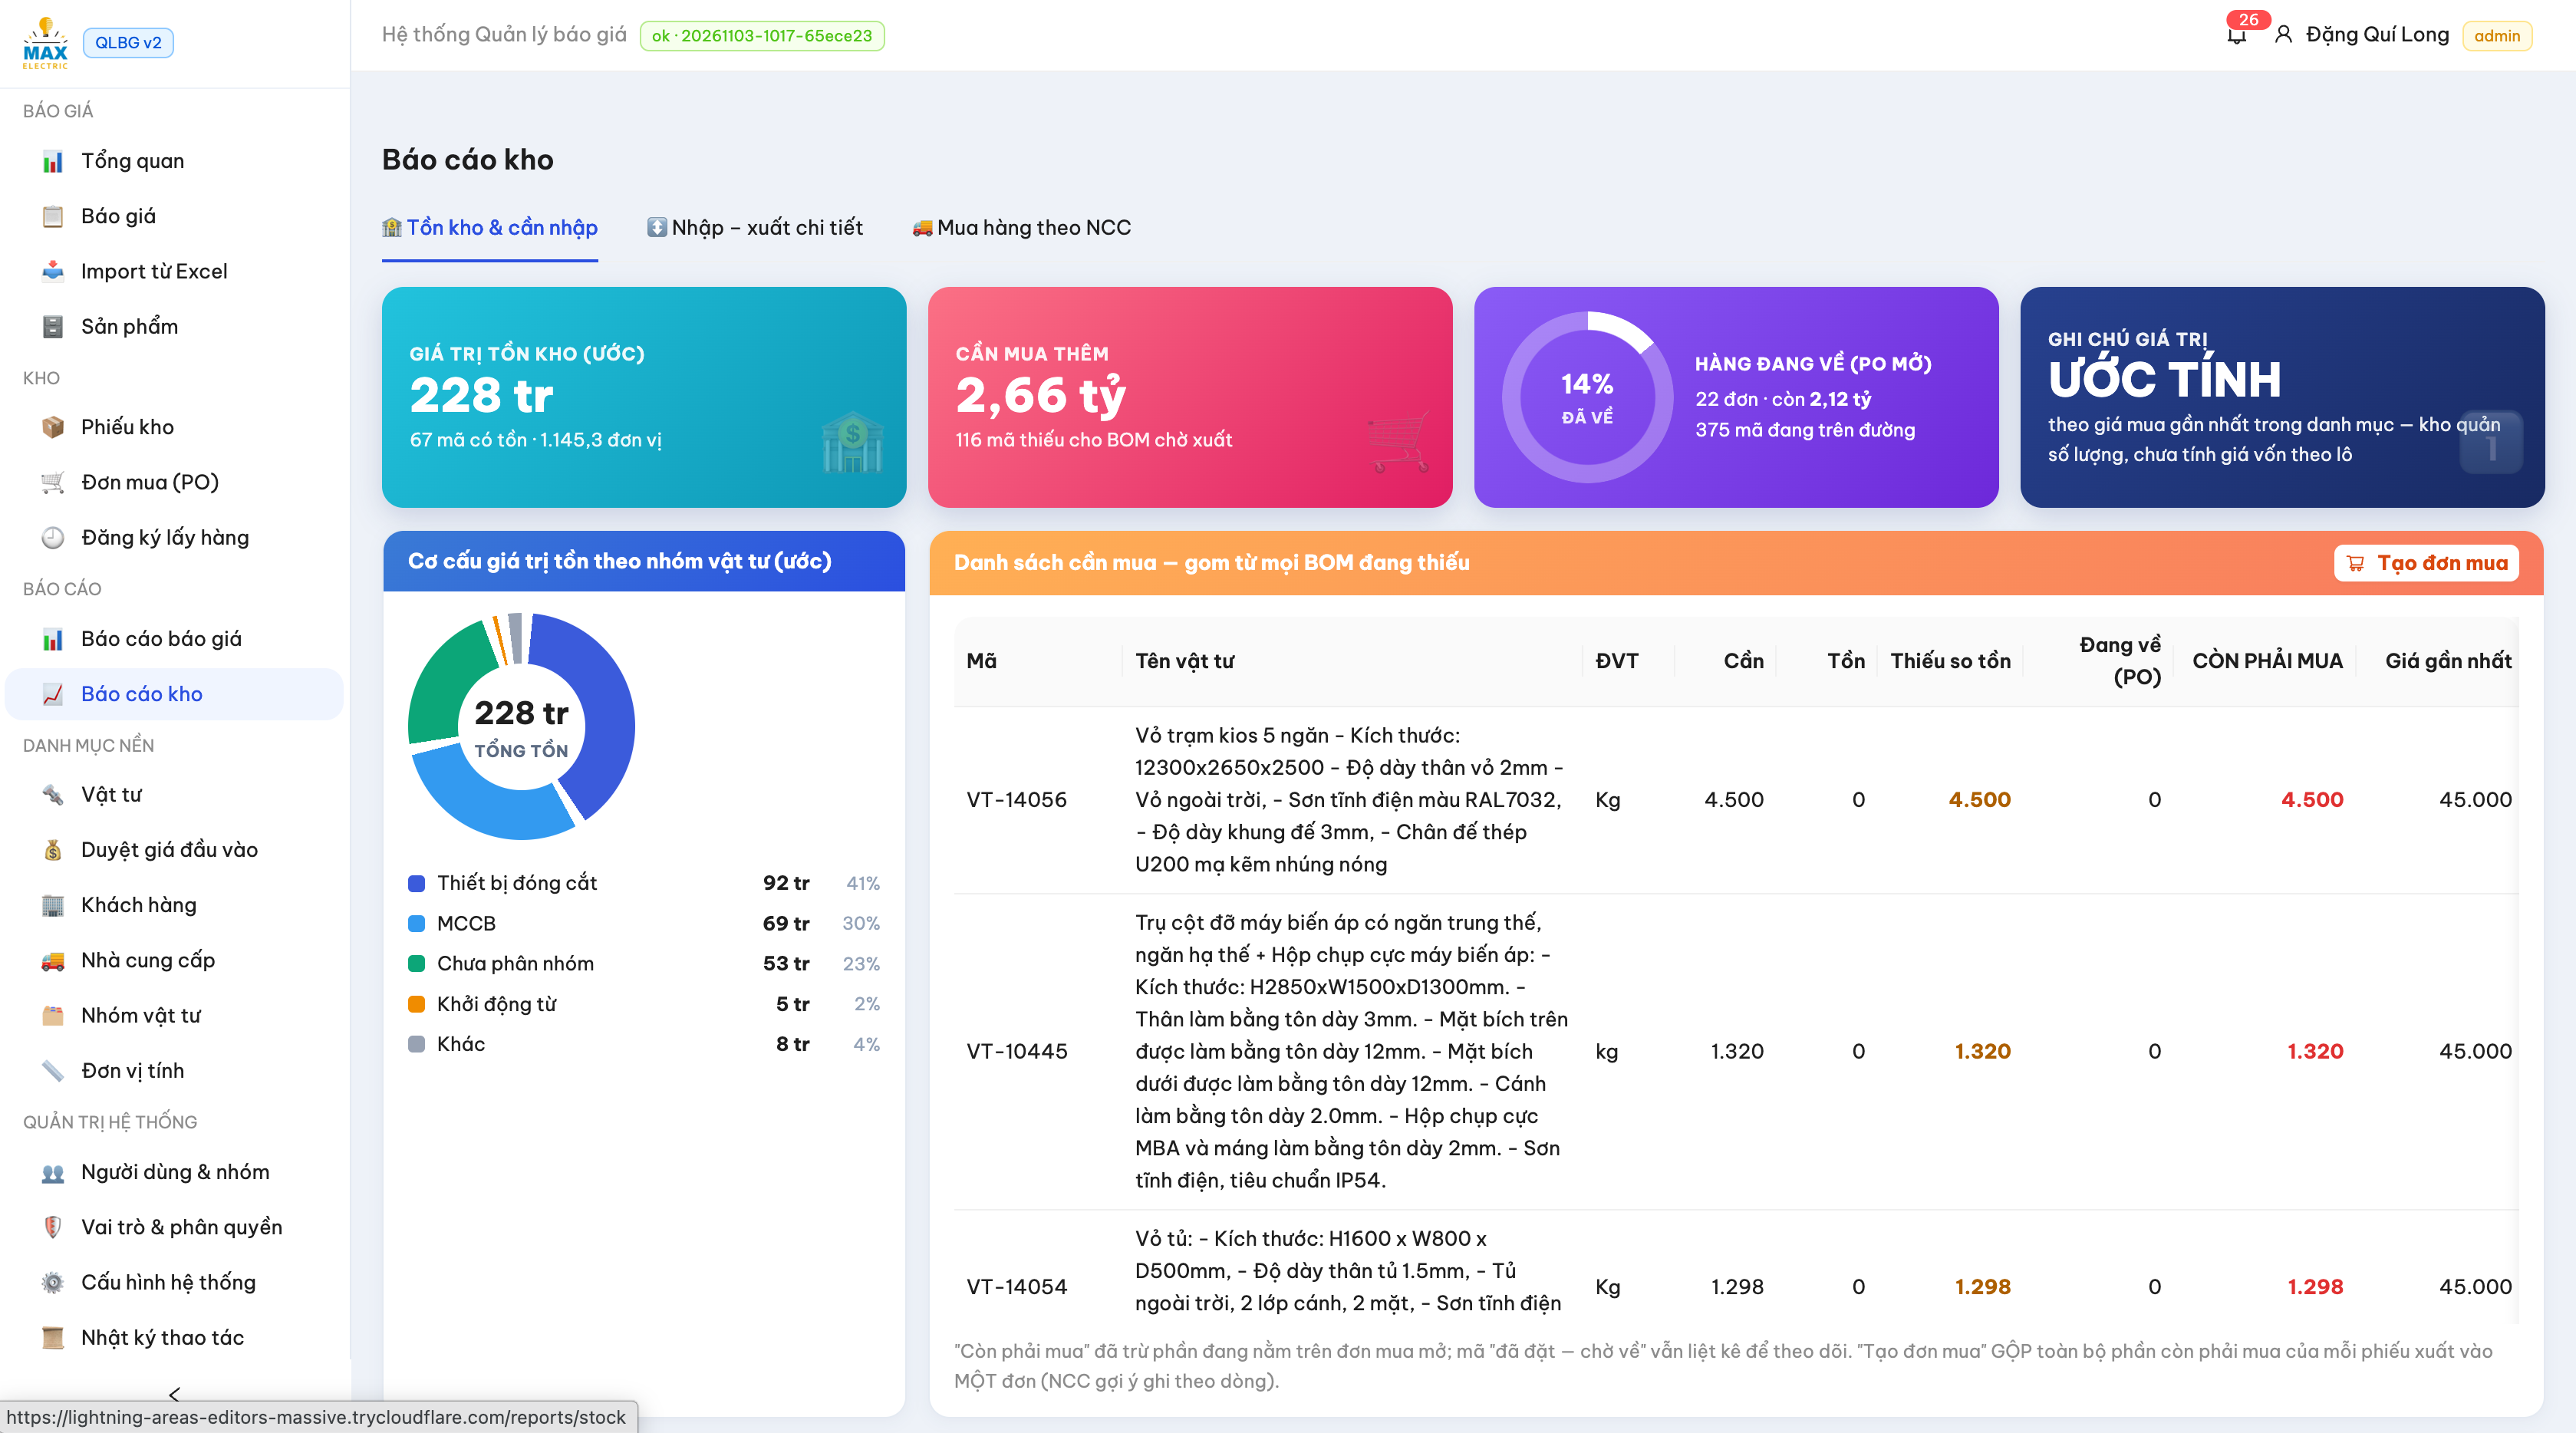 MAX
ELECTRIC
QLBG v2
Hệ thống Quản lý báo giá
ok · 20261103-1017-65ece23
26
Đặng Quí Long
admin
BÁO GIÁ
Tổng quan
Báo giá
Import từ Excel
Sản phẩm
KHO
Phiếu kho
Đơn mua (PO)
Đăng ký lấy hàng
BÁO CÁO
Báo cáo báo giá
Báo cáo kho
DANH MỤC NỀN
Vật tư
Duyệt giá đầu vào
Khách hàng
Nhà cung cấp
Nhóm vật tư
Đơn vị tính
QUẢN TRỊ HỆ THỐNG
Người dùng & nhóm
Vai trò & phân quyền
Cấu hình hệ thống
Nhật ký thao tác
https://lightning-areas-editors-massive.trycloudflare.com/reports/stock
Báo cáo kho
Tồn kho & cần nhập
Nhập – xuất chi tiết
Mua hàng theo NCC
GIÁ TRỊ TỒN KHO (ƯỚC)
228 tr
67 mã có tồn · 1.145,3 đơn vị
CẦN MUA THÊM
2,66 tỷ
116 mã thiếu cho BOM chờ xuất
14%
ĐÃ VỀ
HÀNG ĐANG VỀ (PO MỞ)
22 đơn · còn 2,12 tỷ
375 mã đang trên đường
GHI CHÚ GIÁ TRỊ
ƯỚC TÍNH
theo giá mua gần nhất trong danh mục — kho quản
số lượng, chưa tính giá vốn theo lô
Cơ cấu giá trị tồn theo nhóm vật tư (ước)
228 tr
TỔNG TỒN
Thiết bị đóng cắt 92 tr 41%
MCCB 69 tr 30%
Chưa phân nhóm 53 tr 23%
Khởi động từ 5 tr 2%
Khác 8 tr 4%
Danh sách cần mua — gom từ mọi BOM đang thiếu
Tạo đơn mua
Mã Tên vật tư ĐVT Cần Tồn Thiếu so tồn Đang về (PO) CÒN PHẢI MUA Giá gần nhất
Vỏ trạm kios 5 ngăn - Kích thước:
12300x2650x2500 - Độ dày thân vỏ 2mm -
VT-14056 Vỏ ngoài trời, - Sơn tĩnh điện màu RAL7032, Kg 4.500 0 4.500 0 4.500 45.000
- Độ dày khung đế 3mm, - Chân đế thép
U200 mạ kẽm nhúng nóng
Trụ cột đỡ máy biến áp có ngăn trung thế,
ngăn hạ thế + Hộp chụp cực máy biến áp: -
Kích thước: H2850xW1500xD1300mm. -
Thân làm bằng tôn dày 3mm. - Mặt bích trên
VT-10445 được làm bằng tôn dày 12mm. - Mặt bích kg 1.320 0 1.320 0 1.320 45.000
dưới được làm bằng tôn dày 12mm. - Cánh
làm bằng tôn dày 2.0mm. - Hộp chụp cực
MBA và máng làm bằng tôn dày 2mm. - Sơn
tĩnh điện, tiêu chuẩn IP54.
Vỏ tủ: - Kích thước: H1600 x W800 x
D500mm, - Độ dày thân tủ 1.5mm, - Tủ
VT-14054 ngoài trời, 2 lớp cánh, 2 mặt, - Sơn tĩnh điện Kg 1.298 0 1.298 0 1.298 45.000
"Còn phải mua" đã trừ phần đang nằm trên đơn mua mở; mã "đã đặt — chờ về" vẫn liệt kê để theo dõi. "Tạo đơn mua" GỘP toàn bộ phần còn phải mua của mỗi phiếu xuất vào
MỘT đơn (NCC gợi ý ghi theo dòng).